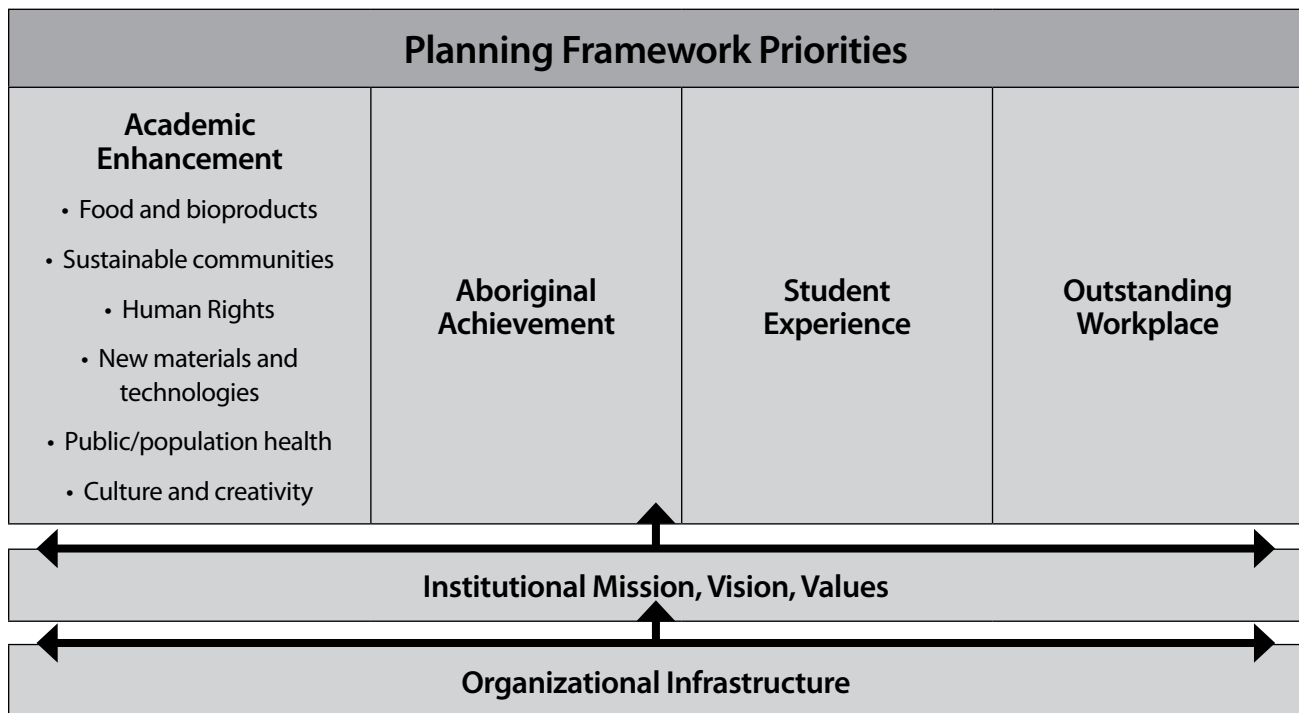 Planning Framework Priorities
Academic
Enhancement
• Food and bioproducts
• Sustainable communities
• Human Rights
• New materials and
technologies
• Public/population health
• Culture and creativity
Aboriginal
Achievement
Student
Experience
Outstanding
Workplace
Institutional Mission, Vision, Values
Organizational Infrastructure